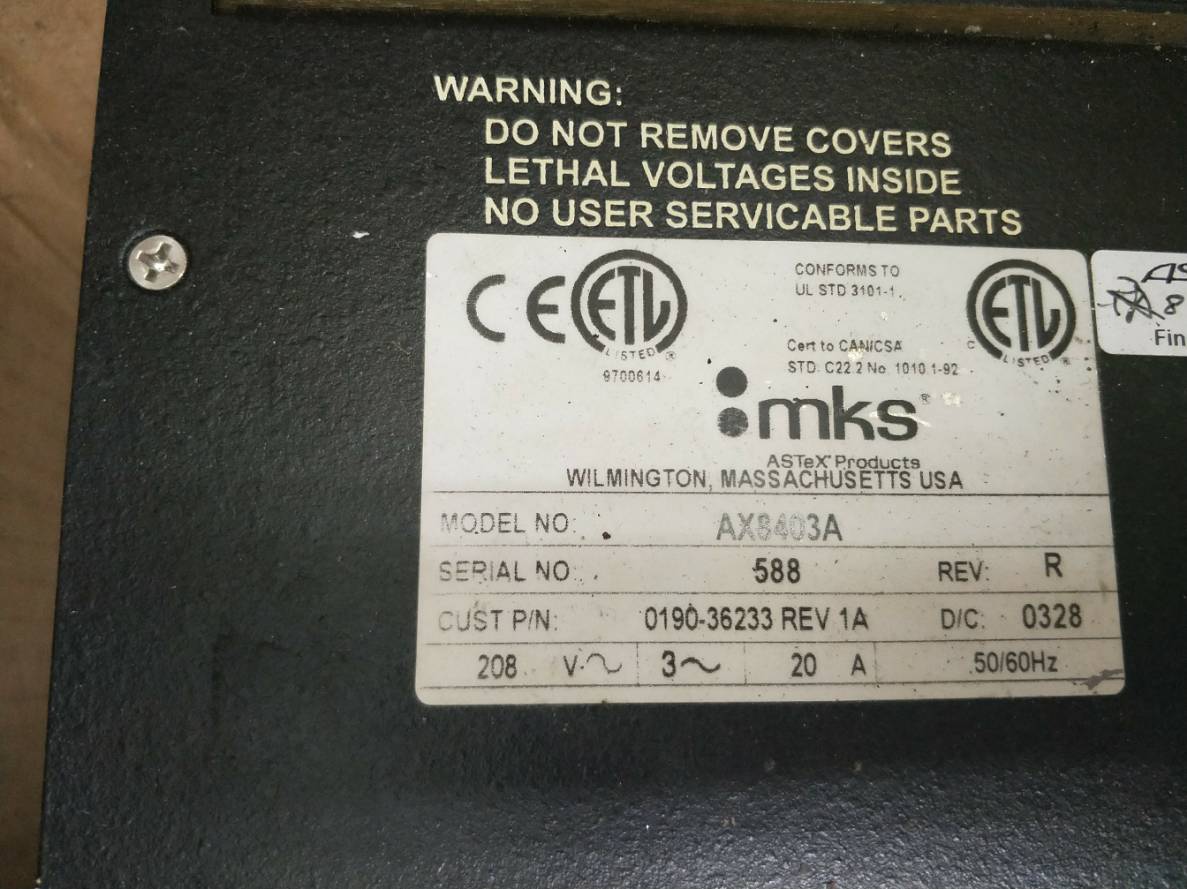 WARNING:
DO NOT REMOVE COVERS
LETHAL VOLTAGES INSIDE
NO USER SERVICABLE PARTS
CE ETL LISTED ®
9700614
CONFORMS TO
UL STD 3101-1
Cert to CAN/CSA
STD. C22.2 No. 1010.1-92
C ETL LISTED ®
mks®
ASTeX® Products
WILMINGTON, MASSACHUSETTS USA
MODEL NO: AX8403A
SERIAL NO. 588 REV: R
CUST P/N: 0190-36233 REV 1A D/C: 0328
208 V~ 3~ 20 A 50/60Hz
8
Fin